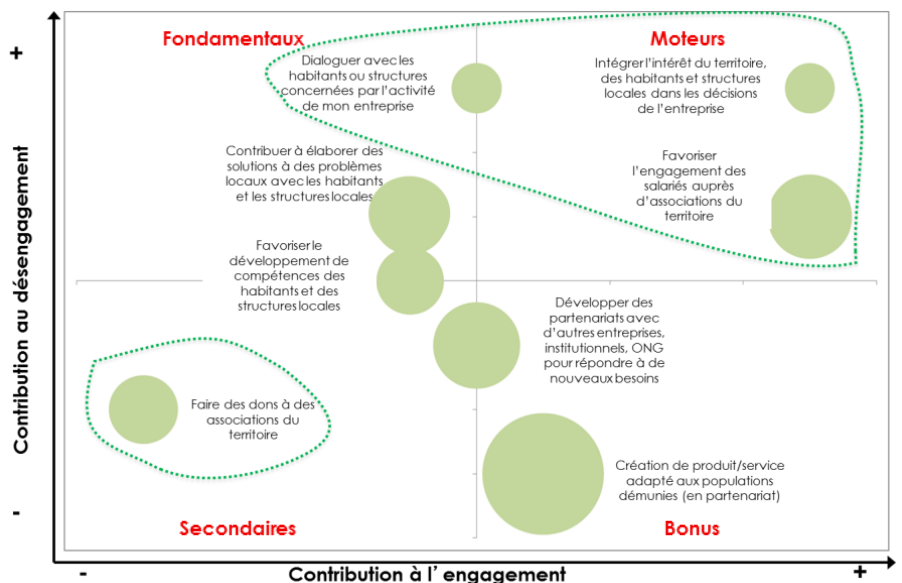 +
Contribution au désengagement
-
Fondamentaux
Moteurs
Dialoguer avec les
habitants ou structures
concernées par l'activité
de mon entreprise
Intégrer l'intérêt du territoire,
des habitants et structures
locales dans les décisions
de l'entreprise
Contribuer à élaborer des
solutions à des problèmes
locaux avec les habitants
et les structures locales
Favoriser
l'engagement des
salariés auprès
d'associations du
territoire
Favoriser le
développement de
compétences des
habitants et des
structures locales
Développer des
partenariats avec
d'autres entreprises,
institutionnels, ONG
pour répondre à de
nouveaux besoins
Faire des dons à des
associations du
territoire
Création de produit/service
adapté aux populations
démunies (en partenariat)
Secondaires
Bonus
-
Contribution à l' engagement
+